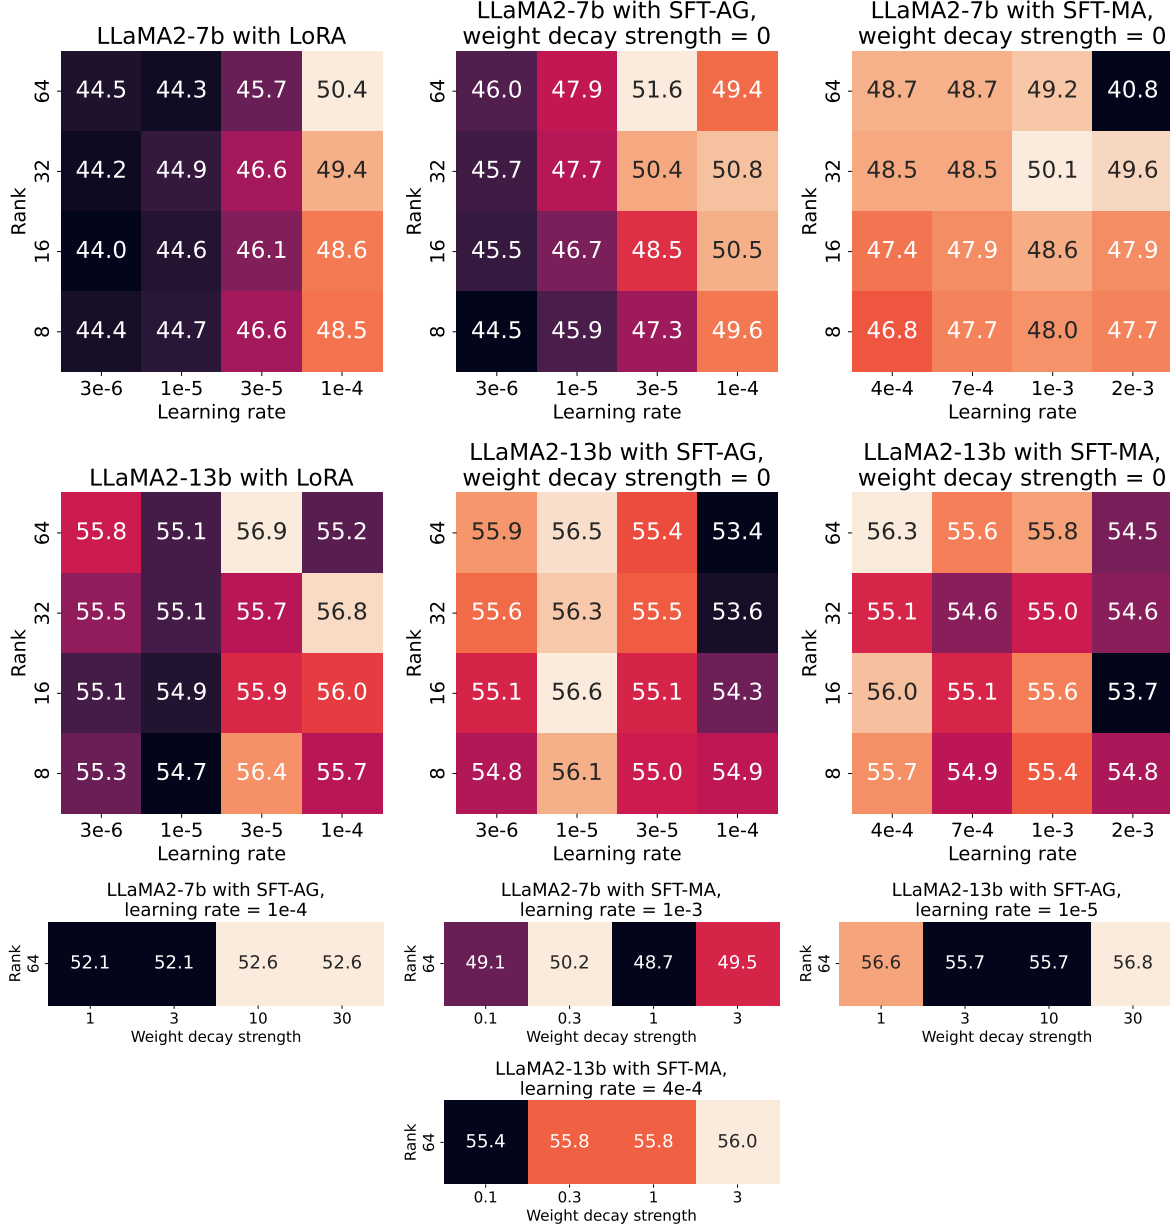 LLaMA2-7b with LoRA
Rank
64 44.5 44.3 45.7 50.4
32 44.2 44.9 46.6 49.4
16 44.0 44.6 46.1 48.6
8 44.4 44.7 46.6 48.5
3e-6 1e-5 3e-5 1e-4
Learning rate
LLaMA2-7b with SFT-AG,
weight decay strength = 0
Rank
64 46.0 47.9 51.6 49.4
32 45.7 47.7 50.4 50.8
16 45.5 46.7 48.5 50.5
8 44.5 45.9 47.3 49.6
3e-6 1e-5 3e-5 1e-4
Learning rate
LLaMA2-7b with SFT-MA,
weight decay strength = 0
Rank
64 48.7 48.7 49.2 40.8
32 48.5 48.5 50.1 49.6
16 47.4 47.9 48.6 47.9
8 46.8 47.7 48.0 47.7
4e-4 7e-4 1e-3 2e-3
Learning rate
LLaMA2-13b with LoRA
Rank
64 55.8 55.1 56.9 55.2
32 55.5 55.1 55.7 56.8
16 55.1 54.9 55.9 56.0
8 55.3 54.7 56.4 55.7
3e-6 1e-5 3e-5 1e-4
Learning rate
LLaMA2-13b with SFT-AG,
weight decay strength = 0
Rank
64 55.9 56.5 55.4 53.4
32 55.6 56.3 55.5 53.6
16 55.1 56.6 55.1 54.3
8 54.8 56.1 55.0 54.9
3e-6 1e-5 3e-5 1e-4
Learning rate
LLaMA2-13b with SFT-MA,
weight decay strength = 0
Rank
64 56.3 55.6 55.8 54.5
32 55.1 54.6 55.0 54.6
16 56.0 55.1 55.6 53.7
8 55.7 54.9 55.4 54.8
4e-4 7e-4 1e-3 2e-3
Learning rate
LLaMA2-7b with SFT-AG,
learning rate = 1e-4
Rank
64 52.1 52.1 52.6 52.6
1 3 10 30
Weight decay strength
LLaMA2-7b with SFT-MA,
learning rate = 1e-3
Rank
64 49.1 50.2 48.7 49.5
0.1 0.3 1 3
Weight decay strength
LLaMA2-13b with SFT-AG,
learning rate = 1e-5
Rank
64 56.6 55.7 55.7 56.8
1 3 10 30
Weight decay strength
LLaMA2-13b with SFT-MA,
learning rate = 4e-4
Rank
64 55.4 55.8 55.8 56.0
0.1 0.3 1 3
Weight decay strength